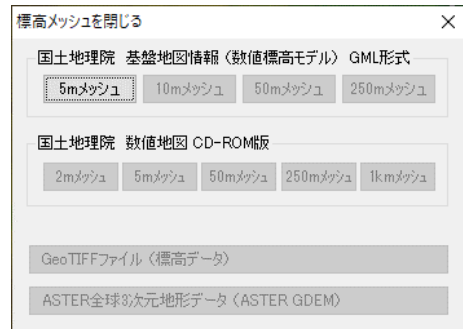 標高メッシュを閉じる
国土地理院 基盤地図情報（数値標高モデル） GML形式
5mメッシュ 10mメッシュ 50mメッシュ 250mメッシュ
国土地理院 数値地図 CD-ROM版
2mメッシュ 5mメッシュ 50mメッシュ 250mメッシュ 1kmメッシュ
GeoTIFFファイル（標高データ）
ASTER全球3次元地形データ（ASTER GDEM）